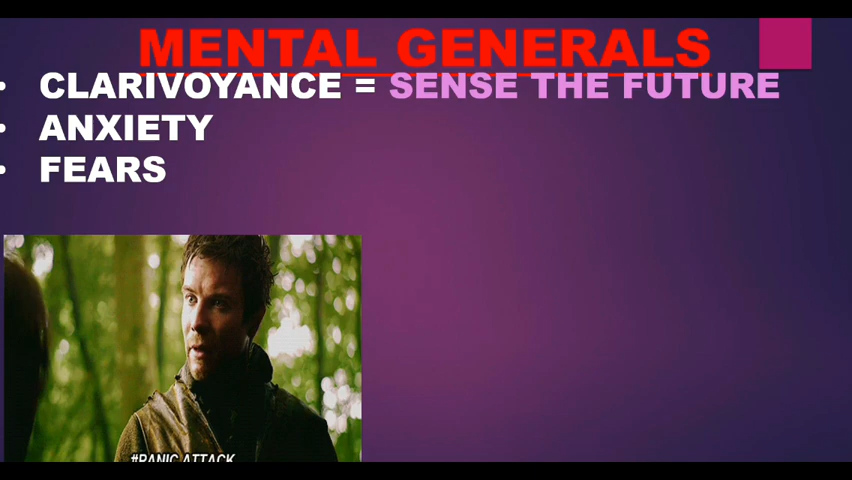 MENTAL GENERALS
• CLARIVOYANCE = SENSE THE FUTURE
• ANXIETY
• FEARS
#PANIC ATTACK